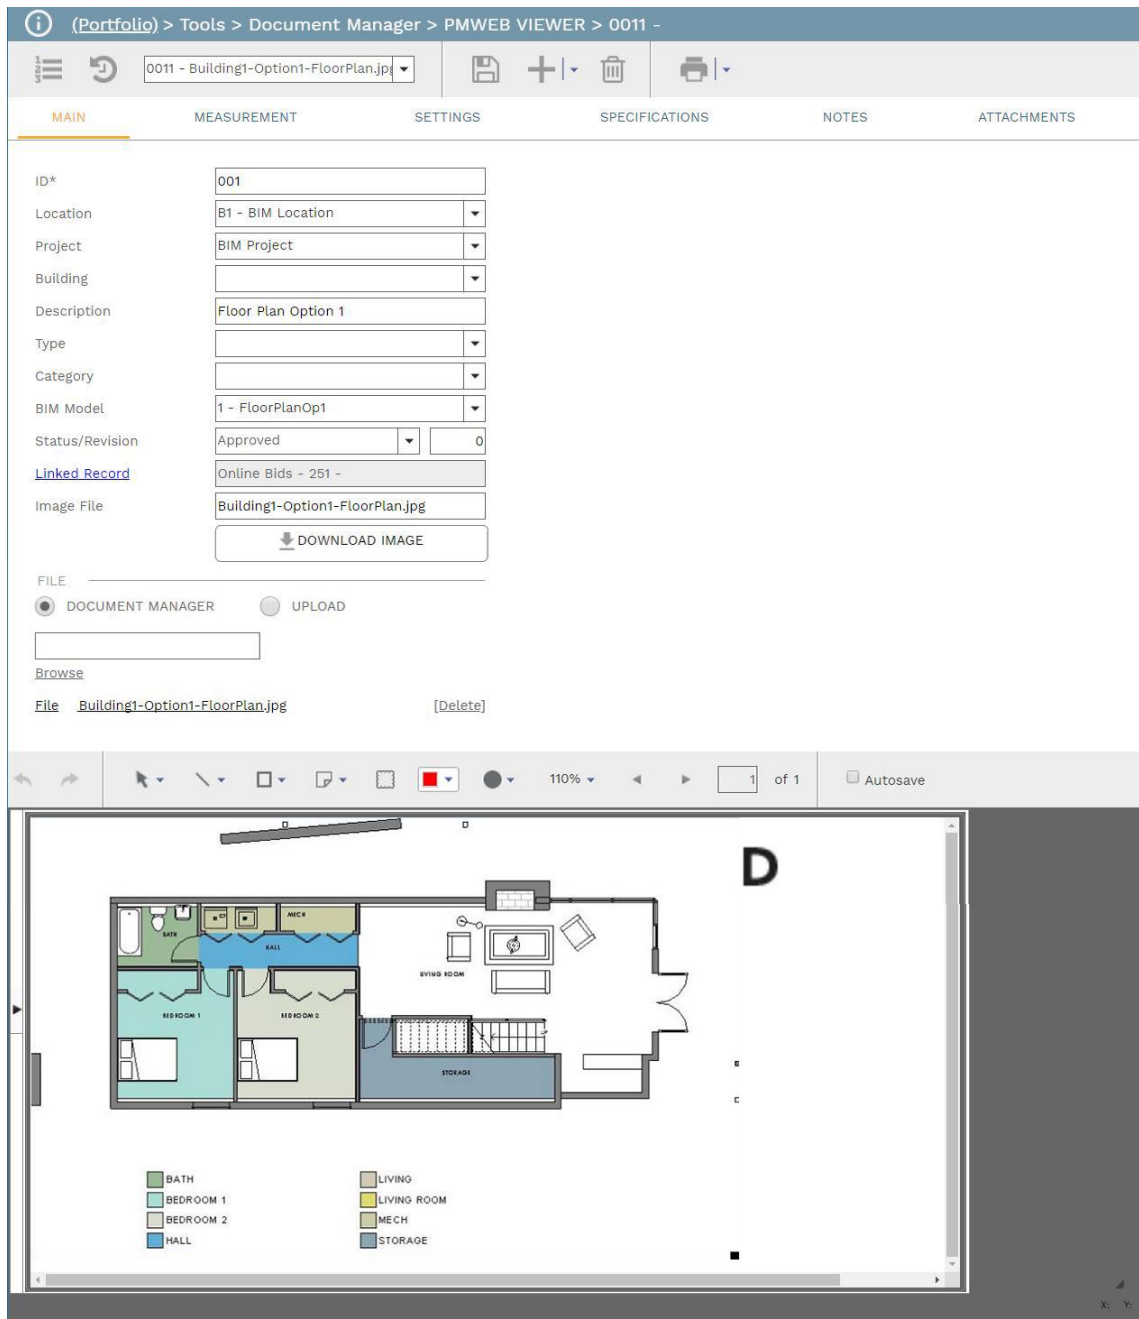 (Portfolio) > Tools > Document Manager > PMWEB VIEWER > 0011 -
0011 - Building1-Option1-FloorPlan.jp
MAIN MEASUREMENT SETTINGS SPECIFICATIONS NOTES ATTACHMENTS
ID* 001
Location B1 - BIM Location
Project BIM Project
Building
Description Floor Plan Option 1
Type
Category
BIM Model 1 - FloorPlanOp1
Status/Revision Approved 0
Linked Record Online Bids - 251 -
Image File Building1-Option1-FloorPlan.jpg
DOWNLOAD IMAGE
FILE
DOCUMENT MANAGER UPLOAD
Browse
File Building1-Option1-FloorPlan.jpg [Delete]
110% 1 of 1 Autosave
D
MECH
BATH
HALL
LIVING ROOM
BEDROOM 1 BEDROOM 2
STORAGE
BATH LIVING
BEDROOM 1 LIVING ROOM
BEDROOM 2 MECH
HALL STORAGE
X: Y: